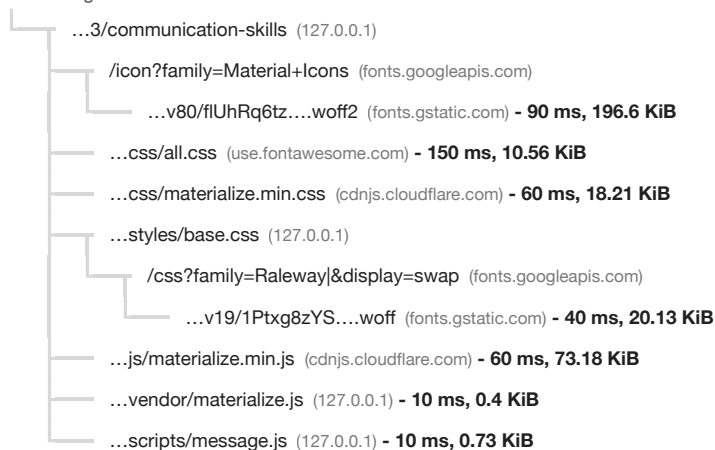 …3/communication-skills (127.0.0.1)
/icon?family=Material+Icons (fonts.googleapis.com)
…v80/flUhRq6tz….woff2 (fonts.gstatic.com) - 90 ms, 196.6 KiB
…css/all.css (use.fontawesome.com) - 150 ms, 10.56 KiB
…css/materialize.min.css (cdnjs.cloudflare.com) - 60 ms, 18.21 KiB
…styles/base.css (127.0.0.1)
/css?family=Raleway|&display=swap (fonts.googleapis.com)
…v19/1Ptxg8zYS….woff (fonts.gstatic.com) - 40 ms, 20.13 KiB
…js/materialize.min.js (cdnjs.cloudflare.com) - 60 ms, 73.18 KiB
…vendor/materialize.js (127.0.0.1) - 10 ms, 0.4 KiB
…scripts/message.js (127.0.0.1) - 10 ms, 0.73 KiB